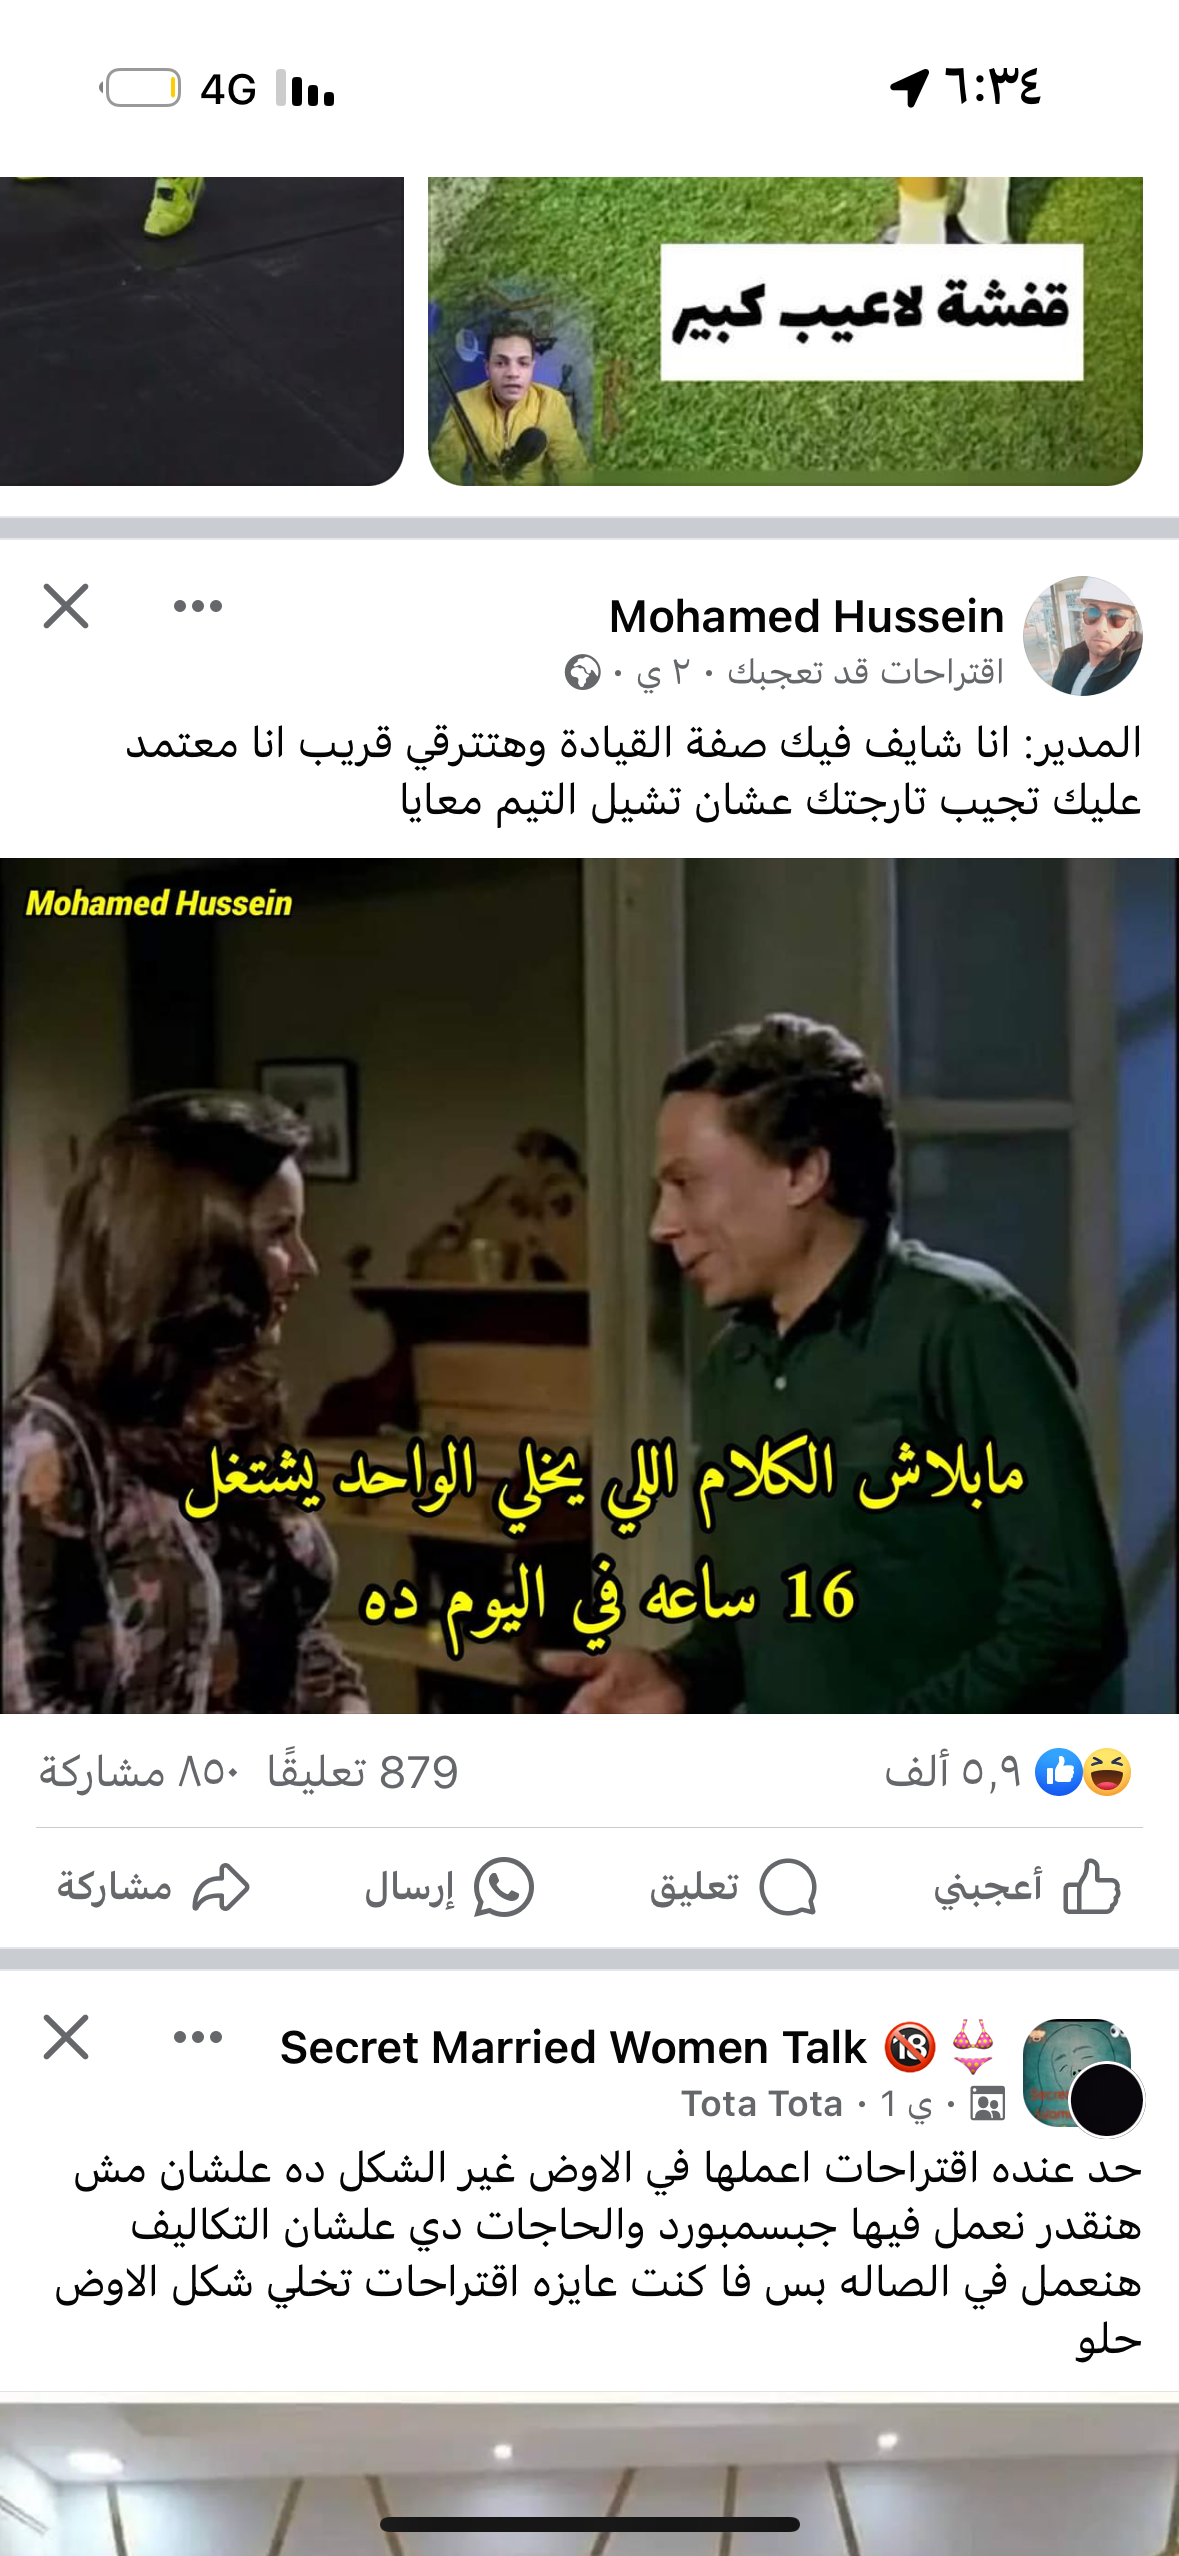 ٦:٣٤
4G
قفشة لاعيب كبير
Mohamed Hussein
اقتراحات قد تعجبك · ٢ ي ·
المدير: انا شايف فيك صفة القيادة وهتترقي قريب انا معتمد
عليك تجيب تارجتك عشان تشيل التيم معايا
Mohamed Hussein
مابلاش الكلام اللي يخلي الواحد يشتغل
16 ساعه في اليوم ده
٥,٩ ألف
879 تعليقًا ٨٥٠ مشاركة
أعجبني
تعليق
إرسال
مشاركة
Secret Married Women Talk 🔞 👙
Tota Tota · 1 ي ·
حد عنده اقتراحات اعملها في الاوض غير الشكل ده علشان مش
هنقدر نعمل فيها جبسمبورد والحاجات دي علشان التكاليف
هنعمل في الصاله بس فا كنت عايزه اقتراحات تخلي شكل الاوض
حلو